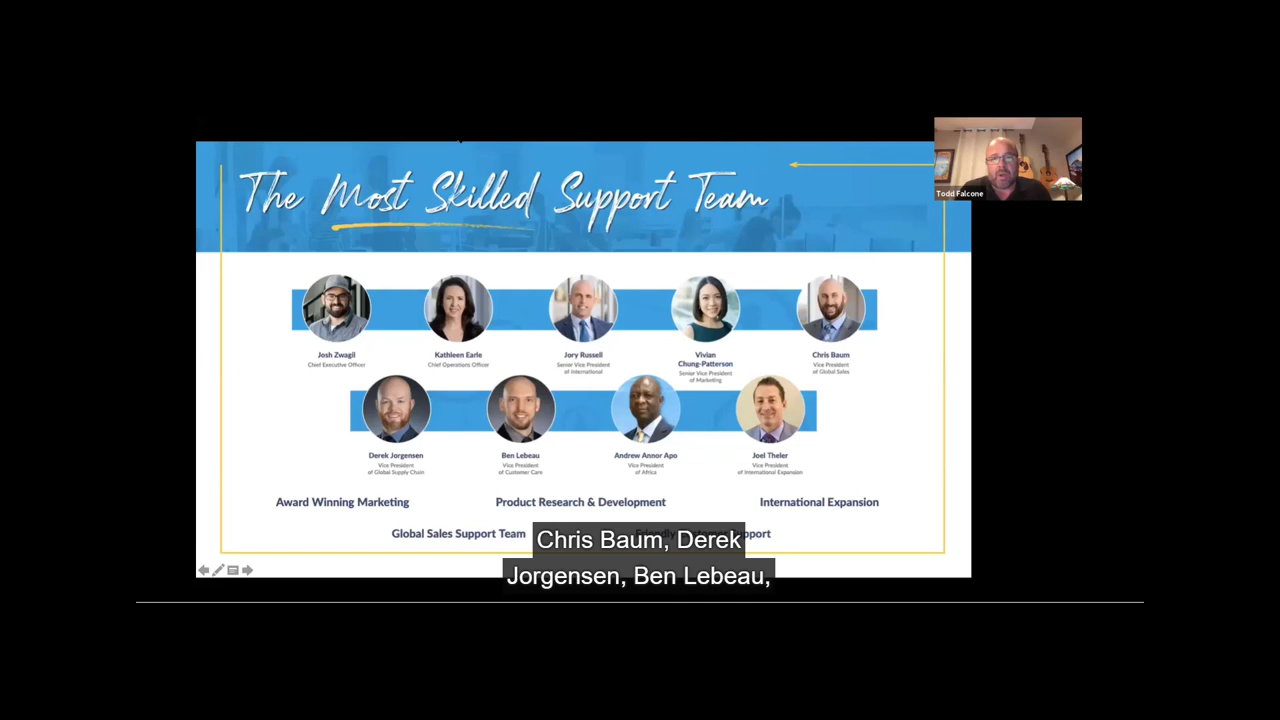 The Most Skilled Support Team
Todd Falcone
Josh Zwagil
Chief Executive Officer
Kathleen Earle
Chief Operations Officer
Jory Russell
Senior Vice President
of International
Vivian
Chung-Patterson
Senior Vice President
of Marketing
Chris Baum
Vice President
of Global Sales
Derek Jorgensen
Vice President
of Global Supply Chain
Ben Lebeau
Vice President
of Customer Care
Andrew Annor Apo
Vice President
of Africa
Joel Theler
Vice President
of International Expansion
Award Winning Marketing
Product Research & Development
International Expansion
Global Sales Support Team
Chris Baum, Derek
Jorgensen, Ben Lebeau,